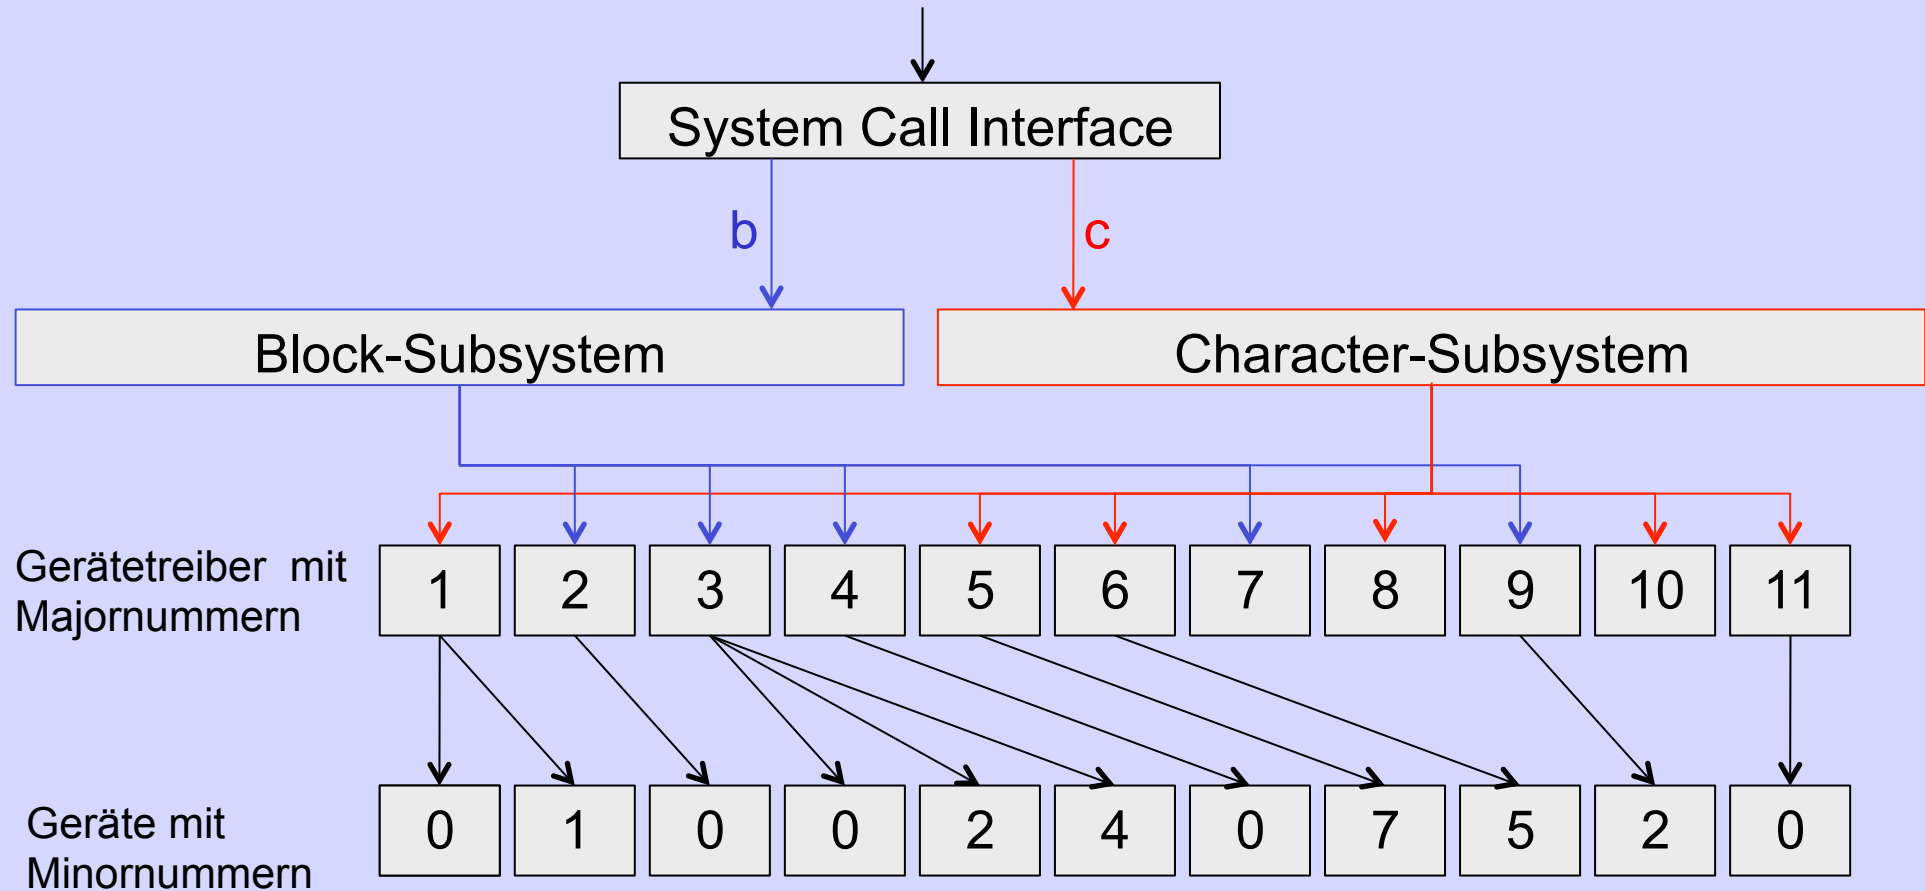 System Call Interface
b c
Block-Subsystem Character-Subsystem
Gerätetreiber mit
Majornummern
1 2 3 4 5 6 7 8 9 10 11
Geräte mit
Minornummern
0 1 0 0 2 4 0 7 5 2 0